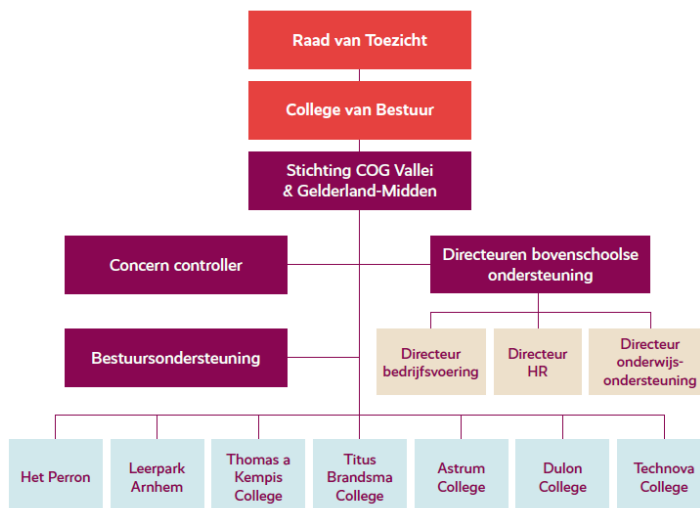 Raad van Toezicht
College van Bestuur
Stichting COG Vallei
& Gelderland-Midden
Concern controller
Directeuren bovenschoolse
ondersteuning
Bestuursondersteuning
Directeur
bedrijfsvoering
Directeur
HR
Directeur
onderwijs-
ondersteuning
Het Perron
Leerpark
Arnhem
Thomas a
Kempis
College
Titus
Brandsma
College
Astrum
College
Dulon
College
Technova
College